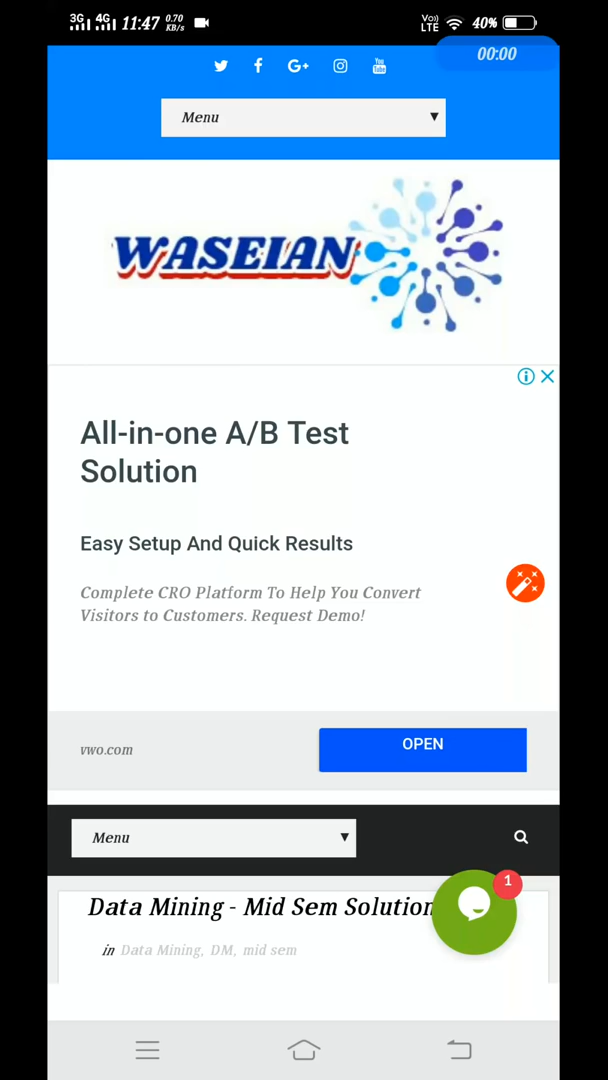 3G 4G 11:47 0.70 KB/s Vo)) LTE 40%
00:00
G+ You Tube
Menu
WASEIAN
All-in-one A/B Test
Solution
Easy Setup And Quick Results
Complete CRO Platform To Help You Convert
Visitors to Customers. Request Demo!
vwo.com
OPEN
Menu
1
Data Mining - Mid Sem Solution
in Data Mining, DM, mid sem